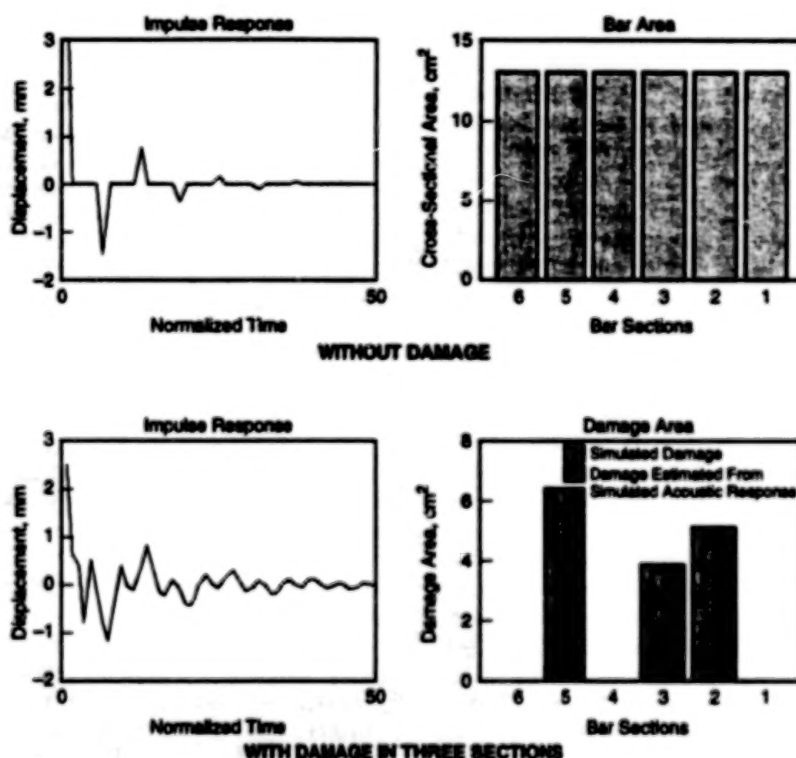 Impulse Response
Displacement, mm
3
2
1
0
−1
−2
0
50
Normalized Time
Bar Area
Cross-Sectional Area, cm²
15
10
5
0
6 5 4 3 2 1
Bar Sections
WITHOUT DAMAGE
Impulse Response
Displacement, mm
3
2
1
0
−1
−2
0
50
Normalized Time
Damage Area
Damage Area, cm²
8
6
4
2
0
Simulated Damage
Damage Estimated From
Simulated Acoustic Response
6 5 4 3 2 1
Bar Sections
WITH DAMAGE IN THREE SECTIONS